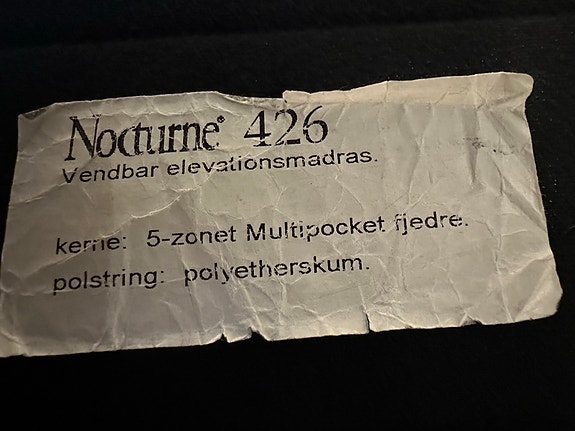 Nocturne® 426
Vendbar elevationsmadras.
kerne: 5-zonet Multipocket fjedre.
polstring: polyetherskum.